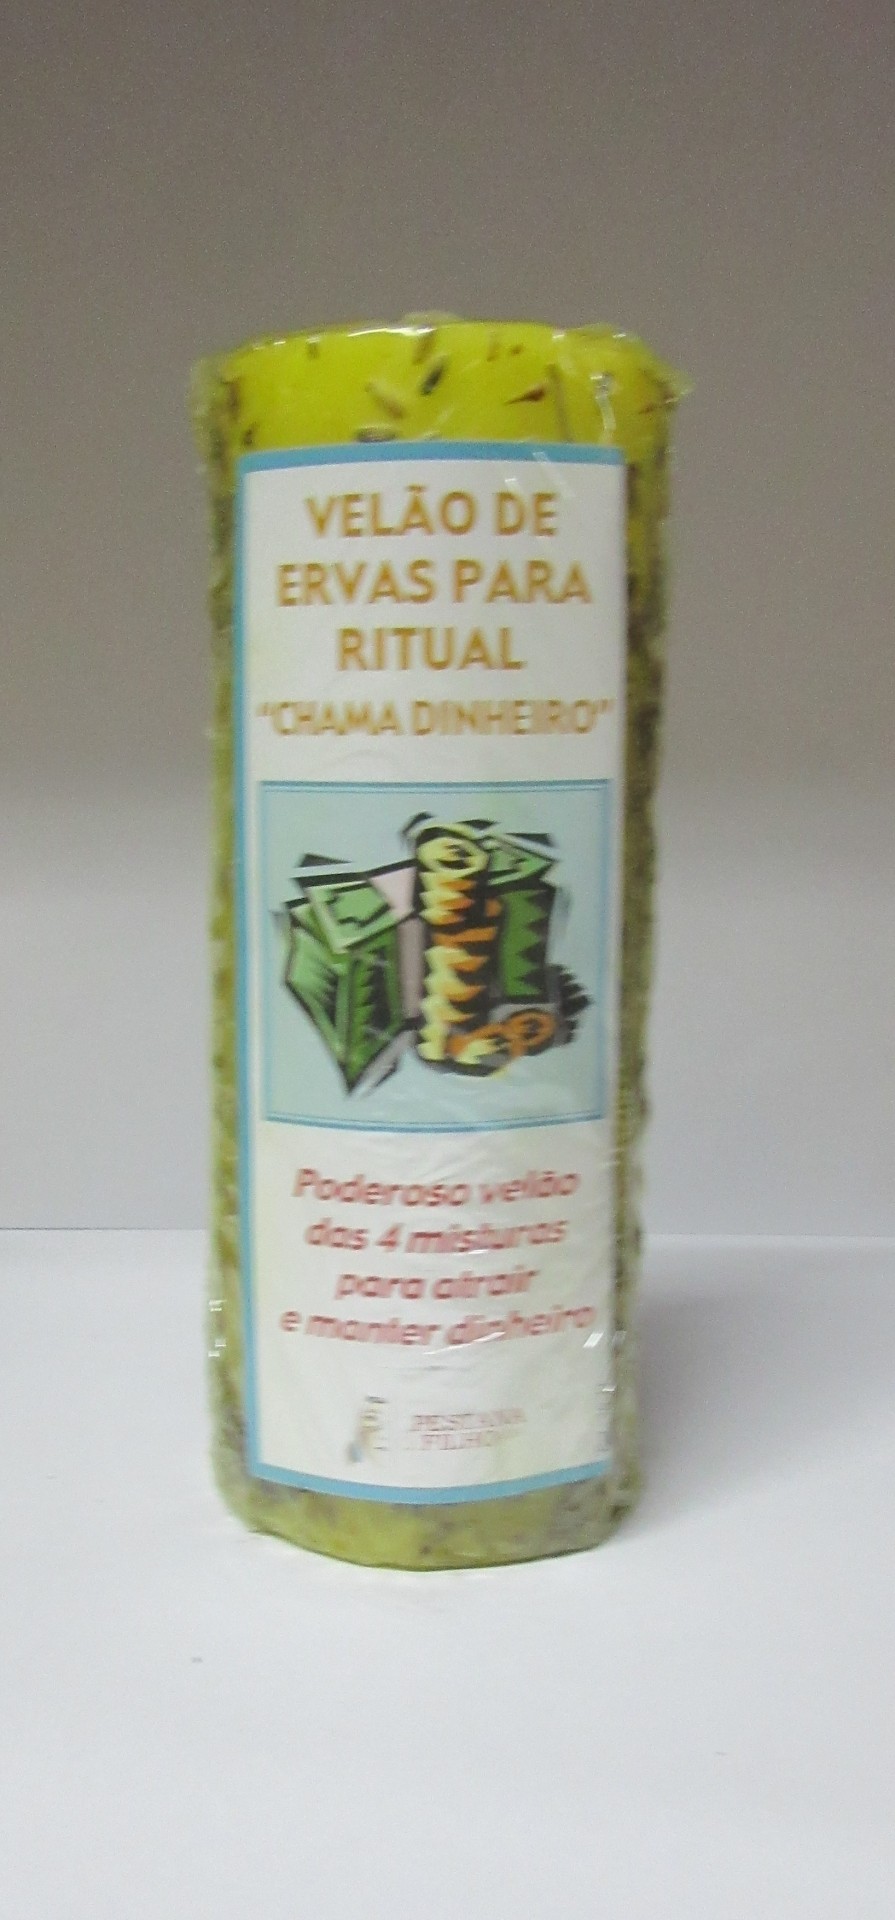 VELÃO DE
ERVAS PARA
RITUAL
"CHAMA DINHEIRO"
Poderoso velão
das 4 misturas
para atrair
e manter dinheiro
PESTANA
FILHO